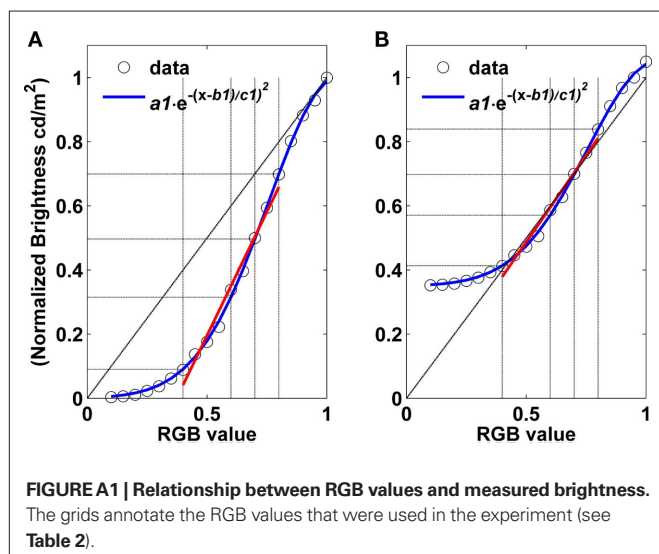 A
B
(Normalized Brightness cd/m²)
1
0.8
0.6
0.4
0.2
0
data
a1·e^-(x-b1)/c1)²
0
0.5
1
RGB value
1
0.8
0.6
0.4
0.2
0
data
a1·e^-(x-b1)/c1)²
0
0.5
1
RGB value
FIGURE A1 | Relationship between RGB values and measured brightness.
The grids annotate the RGB values that were used in the experiment (see
Table 2).